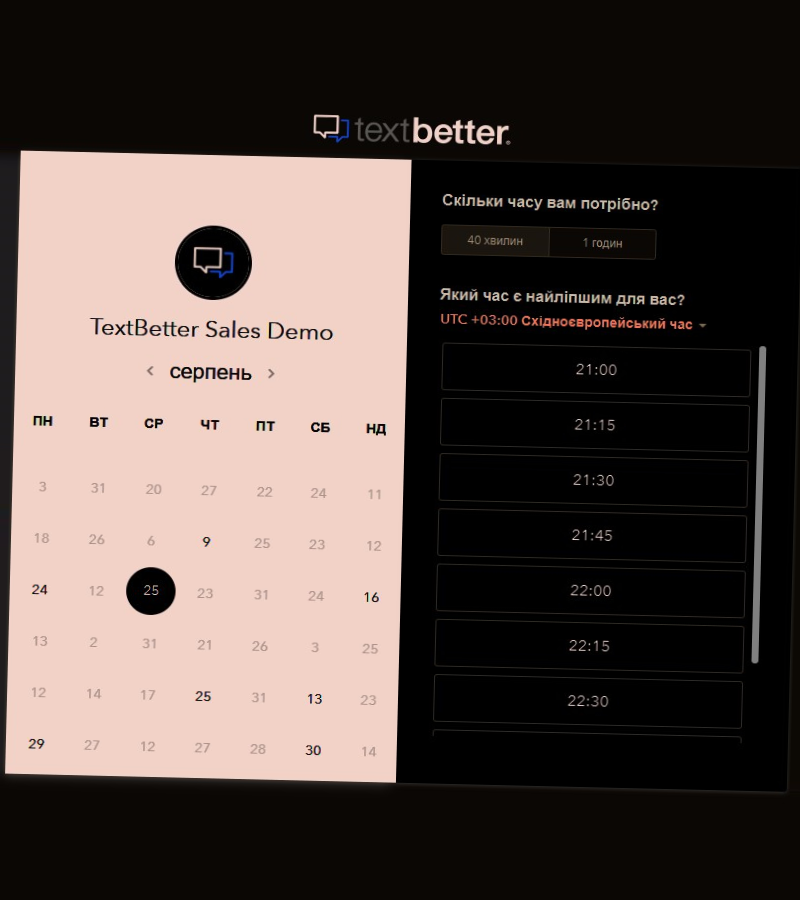 textbetter®
TextBetter Sales Demo
серпень
ПН ВТ СР ЧТ ПТ СБ НД
3 31 20 27 22 24 11
18 26 6 9 25 23 12
24 12 25 23 31 24 16
13 2 31 21 26 3 25
12 14 17 25 31 13 23
29 27 12 27 28 30 14
Скільки часу вам потрібно?
40 хвилин 1 годин
Який час є найліпшим для вас?
UTC +03:00 Східноєвропейський час
21:00
21:15
21:30
21:45
22:00
22:15
22:30